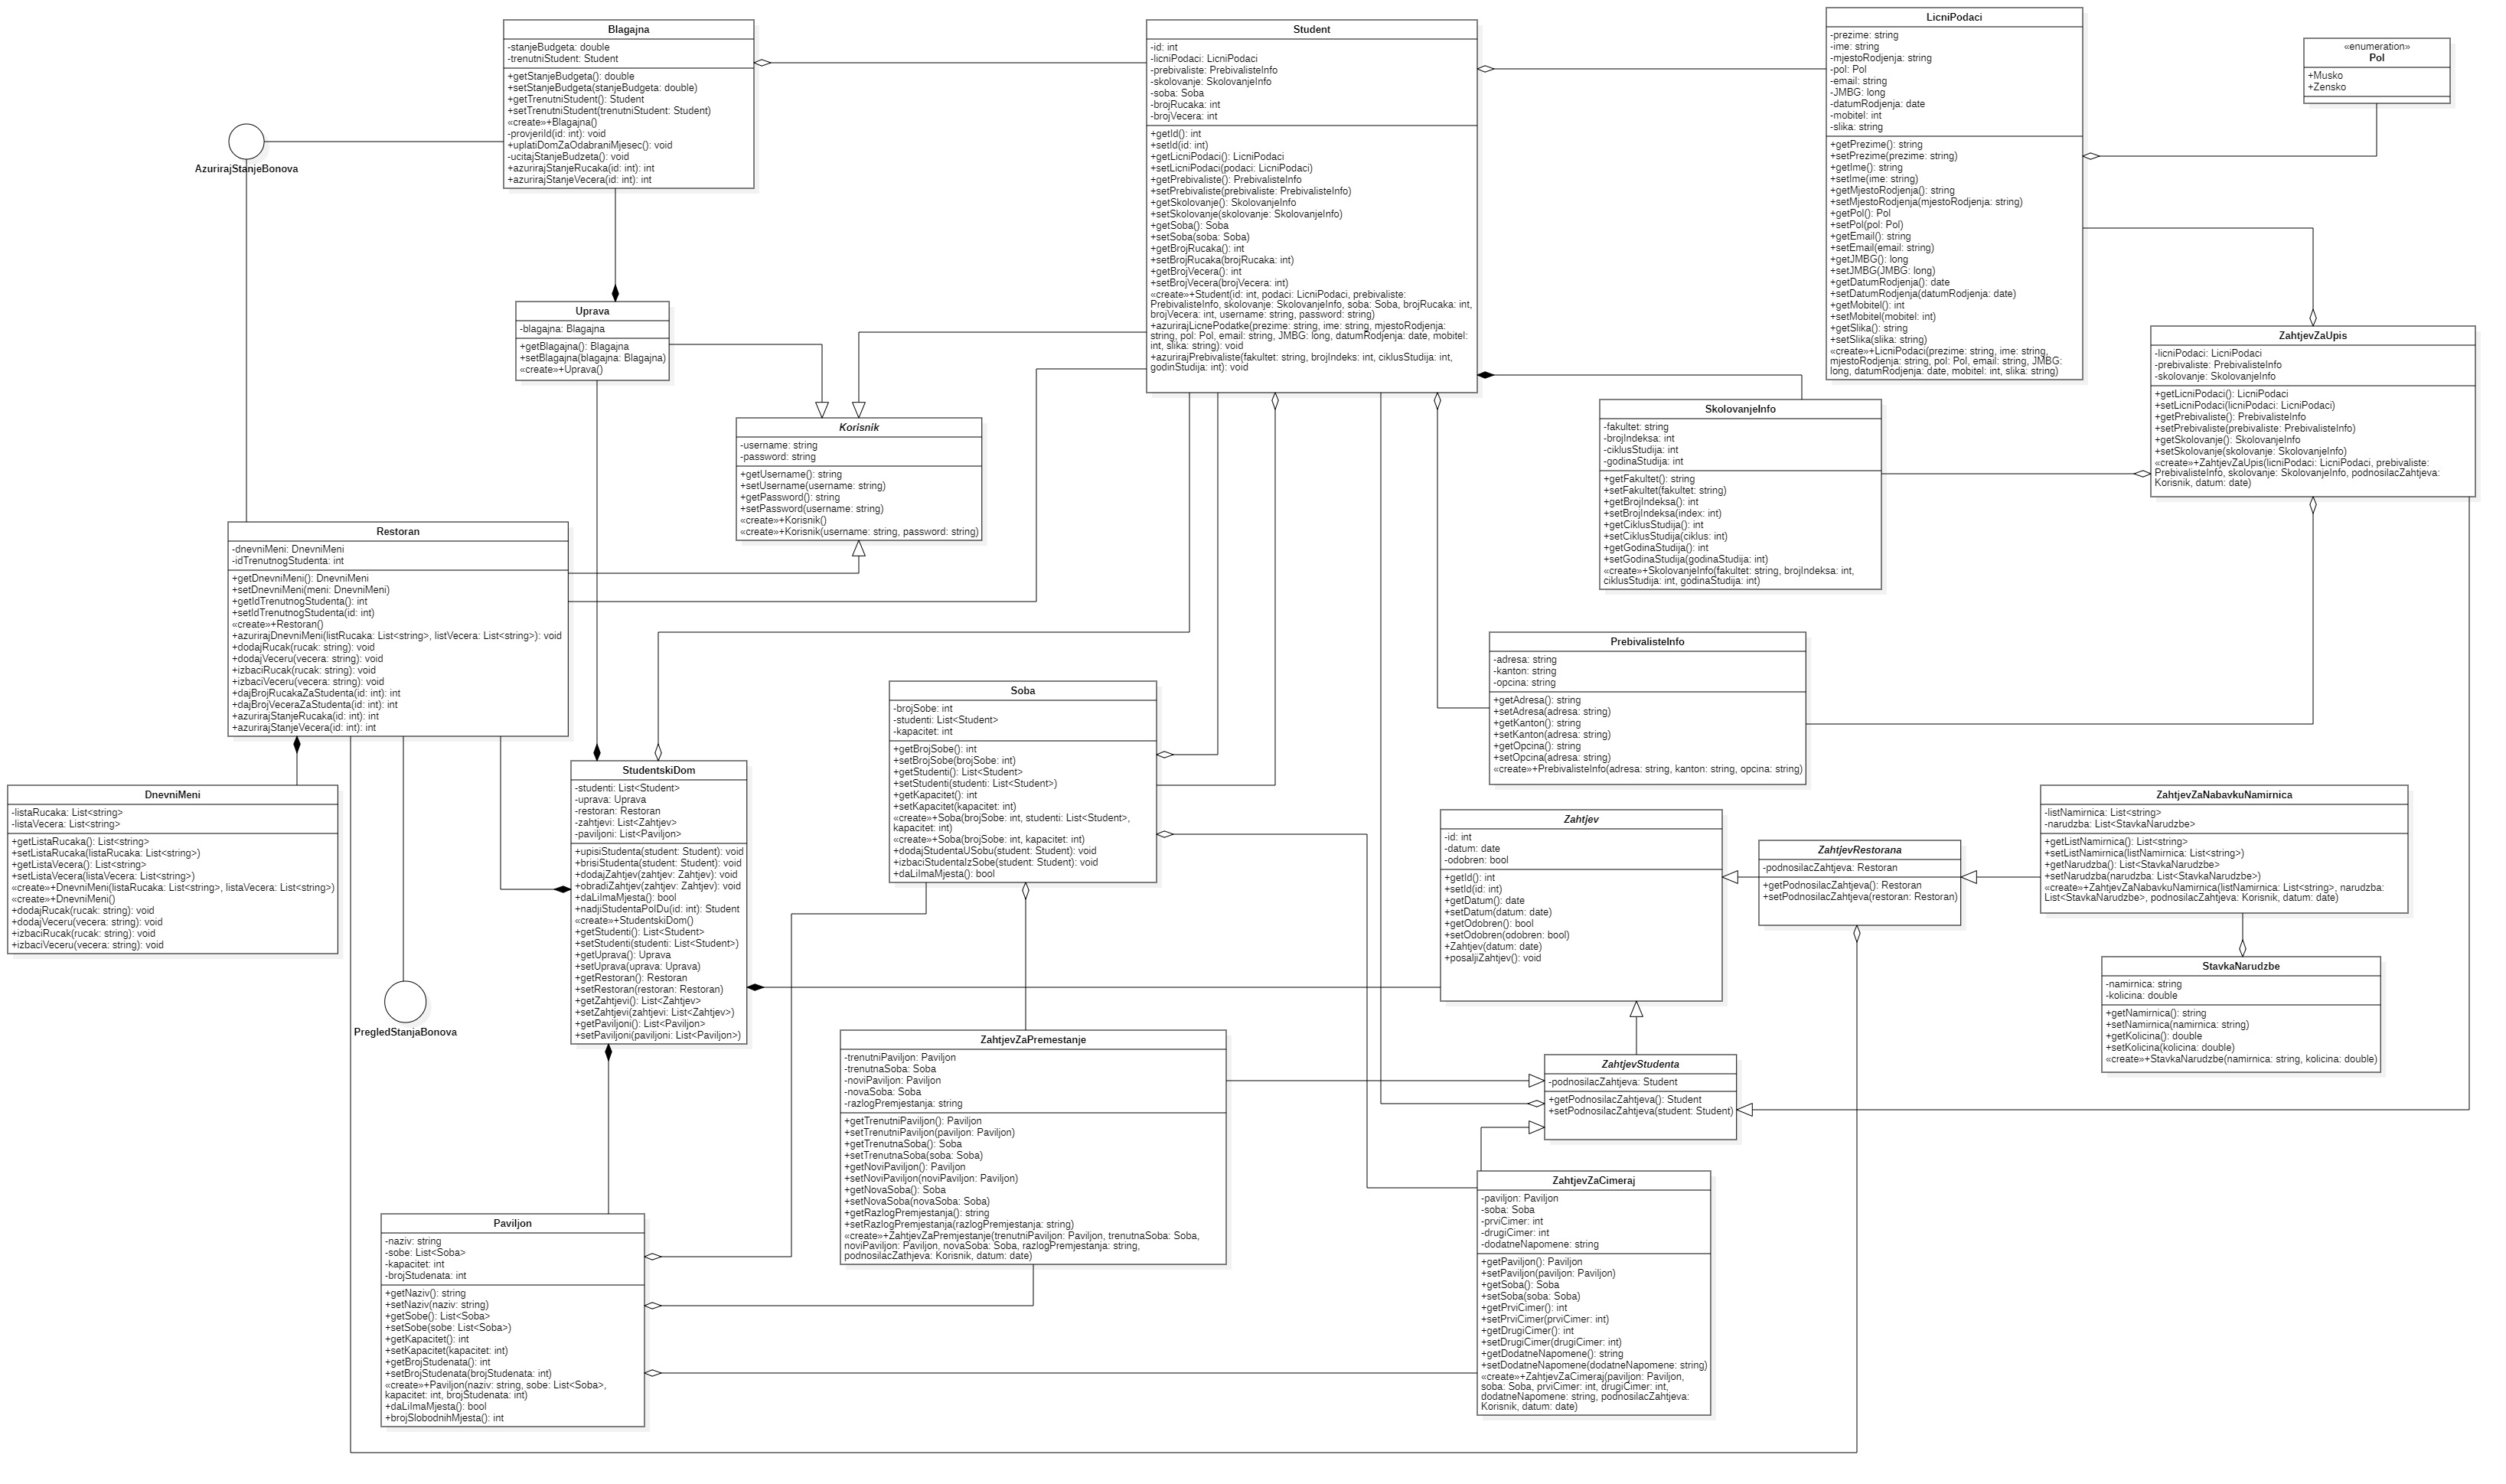 Blagajna
-stanjeBudgeta: double
-trenutniStudent: Student
+getStanjeBudgeta(): double
+setStanjeBudgeta(stanjeBudgeta: double)
+getTrenutniStudent(): Student
+setTrenutniStudent(trenutniStudent: Student)
«create»+Blagajna()
-provjeriId(id: int): void
+uplatiDomZaOdabraniMjesec(): void
-ucitajStanjeBudzeta(): void
+azurirajStanjeRucaka(id: int): int
+azurirajStanjeVecera(id: int): int
Student
-id: int
-licniPodaci: LicniPodaci
-prebivaliste: PrebivalisteInfo
-skolovanje: SkolovanjeInfo
-soba: Soba
-brojRucaka: int
-brojVecera: int
+getId(): int
+setId(id: int)
+getLicniPodaci(): LicniPodaci
+setLicniPodaci(podaci: LicniPodaci)
+getPrebivaliste(): PrebivalisteInfo
+setPrebivaliste(prebivaliste: PrebivalisteInfo)
+getSkolovanje(): SkolovanjeInfo
+setSkolovanje(skolovanje: SkolovanjeInfo)
+getSoba(): Soba
+setSoba(soba: Soba)
+getBrojRucaka(): int
+setBrojRucaka(brojRucaka: int)
+getBrojVecera(): int
+setBrojVecera(brojVecera: int)
«create»+Student(id: int, podaci: LicniPodaci, prebivaliste:
PrebivalisteInfo, skolovanje: SkolovanjeInfo, soba: Soba, brojRucaka: int,
brojVecera: int, username: string, password: string)
+azurirajLicnePodatke(prezime: string, ime: string, mjestoRodjenja:
string, pol: Pol, email: string, JMBG: long, datumRodjenja: date, mobitel:
int, slika: string): void
+azurirajPrebivaliste(fakultet: string, brojIndeks: int, ciklusStudija: int,
godinStudija: int): void
LicniPodaci
-prezime: string
-ime: string
-mjestoRodjenja: string
-pol: Pol
-email: string
-JMBG: long
-datumRodjenja: date
-mobitel: int
-slika: string
+getPrezime(): string
+setPrezime(prezime: string)
+getIme(): string
+setIme(ime: string)
+getMjestoRodjenja(): string
+setMjestoRodjenja(mjestoRodjenja: string)
+getPol(): Pol
+setPol(pol: Pol)
+getEmail(): string
+setEmail(email: string)
+getJMBG(): long
+setJMBG(JMBG: long)
+getDatumRodjenja(): date
+setDatumRodjenja(datumRodjenja: date)
+getMobitel(): int
+setMobitel(mobitel: int)
+getSlika(): string
+setSlika(slika: string)
«create»+LicniPodaci(prezime: string, ime: string,
mjestoRodjenja: string, pol: Pol, email: string, JMBG:
long, datumRodjenja: date, mobitel: int, slika: string)
«enumeration»
Pol
+Musko
+Zensko
AzurirajStanjeBonova
Uprava
-blagajna: Blagajna
+getBlagajna(): Blagajna
+setBlagajna(blagajna: Blagajna)
«create»+Uprava()
Korisnik
-username: string
-password: string
+getUsername(): string
+setUsername(username: string)
+getPassword(): string
+setPassword(username: string)
«create»+Korisnik()
«create»+Korisnik(username: string, password: string)
SkolovanjeInfo
-fakultet: string
-brojIndeksa: int
-ciklusStudija: int
-godinaStudija: int
+getFakultet(): string
+setFakultet(fakultet: string)
+getBrojIndeksa(): int
+setBrojIndeksa(index: int)
+getCiklusStudija(): int
+setCiklusStudija(ciklus: int)
+getGodinaStudija(): int
+setGodinaStudija(godinaStudija: int)
«create»+SkolovanjeInfo(fakultet: string, brojIndeksa: int,
ciklusStudija: int, godinaStudija: int)
ZahtjevZaUpis
-licniPodaci: LicniPodaci
-prebivaliste: PrebivalisteInfo
-skolovanje: SkolovanjeInfo
+getLicniPodaci(): LicniPodaci
+setLicniPodaci(licniPodaci: LicniPodaci)
+getPrebivaliste(): PrebivalisteInfo
+setPrebivaliste(prebivaliste: PrebivalisteInfo)
+getSkolovanje(): SkolovanjeInfo
+setSkolovanje(skolovanje: SkolovanjeInfo)
«create»+ZahtjevZaUpis(licniPodaci: LicniPodaci, prebivaliste:
PrebivalisteInfo, skolovanje: SkolovanjeInfo, podnosilacZahtjeva:
Korisnik, datum: date)
Restoran
-dnevniMeni: DnevniMeni
-idTrenutnogStudenta: int
+getDnevniMeni(): DnevniMeni
+setDnevniMeni(meni: DnevniMeni)
+getIdTrenutnogStudenta(): int
+setIdTrenutnogStudenta(id: int)
«create»+Restoran()
+azurirajDnevniMeni(listRucaka: List<string>, listVecera: List<string>): void
+dodajRucak(rucak: string): void
+dodajVeceru(vecera: string): void
+izbaciRucak(rucak: string): void
+izbaciVeceru(vecera: string): void
+dajBrojRucakaZaStudenta(id: int): int
+dajBrojVeceraZaStudenta(id: int): int
+azurirajStanjeRucaka(id: int): int
+azurirajStanjeVecera(id: int): int
PrebivalisteInfo
-adresa: string
-kanton: string
-opcina: string
+getAdresa(): string
+setAdresa(adresa: string)
+getKanton(): string
+setKanton(adresa: string)
+getOpcina(): string
+setOpcina(adresa: string)
«create»+PrebivalisteInfo(adresa: string, kanton: string, opcina: string)
Soba
-brojSobe: int
-studenti: List<Student>
-kapacitet: int
+getBrojSobe(): int
+setBrojSobe(brojSobe: int)
+getStudenti(): List<Student>
+setStudenti(studenti: List<Student>)
+getKapacitet(): int
+setKapacitet(kapacitet: int)
«create»+Soba(brojSobe: int, studenti: List<Student>,
kapacitet: int)
«create»+Soba(brojSobe: int, kapacitet: int)
+dodajStudentaUSobu(student: Student): void
+izbaciStudentaIzSobe(student: Student): void
+daLiImaMjesta(): bool
DnevniMeni
-listaRucaka: List<string>
-listaVecera: List<string>
+getListaRucaka(): List<string>
+setListaRucaka(listaRucaka: List<string>)
+getListaVecera(): List<string>
+setListaVecera(listaVecera: List<string>)
«create»+DnevniMeni(listaRucaka: List<string>, listaVecera: List<string>)
«create»+DnevniMeni()
+dodajRucak(rucak: string): void
+dodajVeceru(vecera: string): void
+izbaciRucak(rucak: string): void
+izbaciVeceru(vecera: string): void
PregledStanjaBonova
StudentskiDom
-studenti: List<Student>
-uprava: Uprava
-restoran: Restoran
-zahtjevi: List<Zahtjev>
-paviljoni: List<Paviljon>
+upisiStudenta(student: Student): void
+brisiStudenta(student: Student): void
+dodajZahtjev(zahtjev: Zahtjev): void
+obradiZahtjev(zahtjev: Zahtjev): void
+daLiImaMjesta(): bool
+nadjiStudentaPoIDu(id: int): Student
«create»+StudentskiDom()
+getStudenti(): List<Student>
+setStudenti(studenti: List<Student>)
+getUprava(): Uprava
+setUprava(uprava: Uprava)
+getRestoran(): Restoran
+setRestoran(restoran: Restoran)
+getZahtjevi(): List<Zahtjev>
+setZahtjevi(zahtjevi: List<Zahtjev>)
+getPaviljoni(): List<Paviljon>
+setPaviljoni(paviljoni: List<Paviljon>)
Zahtjev
-id: int
-datum: date
-odobren: bool
+getId(): int
+setId(id: int)
+getDatum(): date
+setDatum(datum: date)
+getOdobren(): bool
+setOdobren(odobren: bool)
+Zahtjev(datum: date)
+posaljiZahtjev(): void
ZahtjevRestorana
-podnosilacZahtjeva: Restoran
+getPodnosilacZahtjeva(): Restoran
+setPodnosilacZahtjeva(restoran: Restoran)
ZahtjevZaNabavkuNamirnica
-listNamirnica: List<string>
-narudzba: List<StavkaNarudzbe>
+getListNamirnica(): List<string>
+setListNamirnica(listNamirnica: List<string>)
+getNarudzba(): List<StavkaNarudzbe>
+setNarudzba(narudzba: List<StavkaNarudzbe>)
«create»+ZahtjevZaNabavkuNamirnica(listNamirnica: List<string>, narudzba:
List<StavkaNarudzbe>, podnosilacZahtjeva: Korisnik, datum: date)
StavkaNarudzbe
-namirnica: string
-kolicina: double
+getNamirnica(): string
+setNamirnica(namirnica: string)
+getKolicina(): double
+setKolicina(kolicina: double)
«create»+StavkaNarudzbe(namirnica: string, kolicina: double)
ZahtjevZaPremestanje
-trenutniPaviljon: Paviljon
-trenutnaSoba: Soba
-noviPaviljon: Paviljon
-novaSoba: Soba
-razlogPremjestanja: string
+getTrenutniPaviljon(): Paviljon
+setTrenutniPaviljon(paviljon: Paviljon)
+getTrenutnaSoba(): Soba
+setTrenutnaSoba(soba: Soba)
+getNoviPaviljon(): Paviljon
+setNoviPaviljon(noviPaviljon: Paviljon)
+getNovaSoba(): Soba
+setNovaSoba(novaSoba: Soba)
+getRazlogPremjestanja(): string
+setRazlogPremjestanja(razlogPremjestanja: string)
«create»+ZahtjevZaPremjestanje(trenutniPaviljon: Paviljon, trenutnaSoba: Soba,
noviPaviljon: Paviljon, novaSoba: Soba, razlogPremjestanja: string,
podnosilacZathjeva: Korisnik, datum: date)
ZahtjevStudenta
-podnosilacZahtjeva: Student
+getPodnosilacZahtjeva(): Student
+setPodnosilacZahtjeva(student: Student)
ZahtjevZaCimeraj
-paviljon: Paviljon
-soba: Soba
-prviCimer: int
-drugiCimer: int
-dodatneNapomene: string
+getPaviljon(): Paviljon
+setPaviljon(paviljon: Paviljon)
+getSoba(): Soba
+setSoba(soba: Soba)
+getPrviCimer(): int
+setPrviCimer(prviCimer: int)
+getDrugiCimer(): int
+setDrugiCimer(drugiCimer: int)
+getDodatneNapomene(): string
+setDodatneNapomene(dodatneNapomene: string)
«create»+ZahtjevZaCimeraj(paviljon: Paviljon,
soba: Soba, prviCimer: int, drugiCimer: int,
dodatneNapomene: string, podnosilacZahtjeva:
Korisnik, datum: date)
Paviljon
-naziv: string
-sobe: List<Soba>
-kapacitet: int
-brojStudenata: int
+getNaziv(): string
+setNaziv(naziv: string)
+getSobe(): List<Soba>
+setSobe(sobe: List<Soba>)
+getKapacitet(): int
+setKapacitet(kapacitet: int)
+getBrojStudenata(): int
+setBrojStudenata(brojStudenata: int)
«create»+Paviljon(naziv: string, sobe: List<Soba>,
kapacitet: int, brojStudenata: int)
+daLiImaMjesta(): bool
+brojSlobodnihMjesta(): int